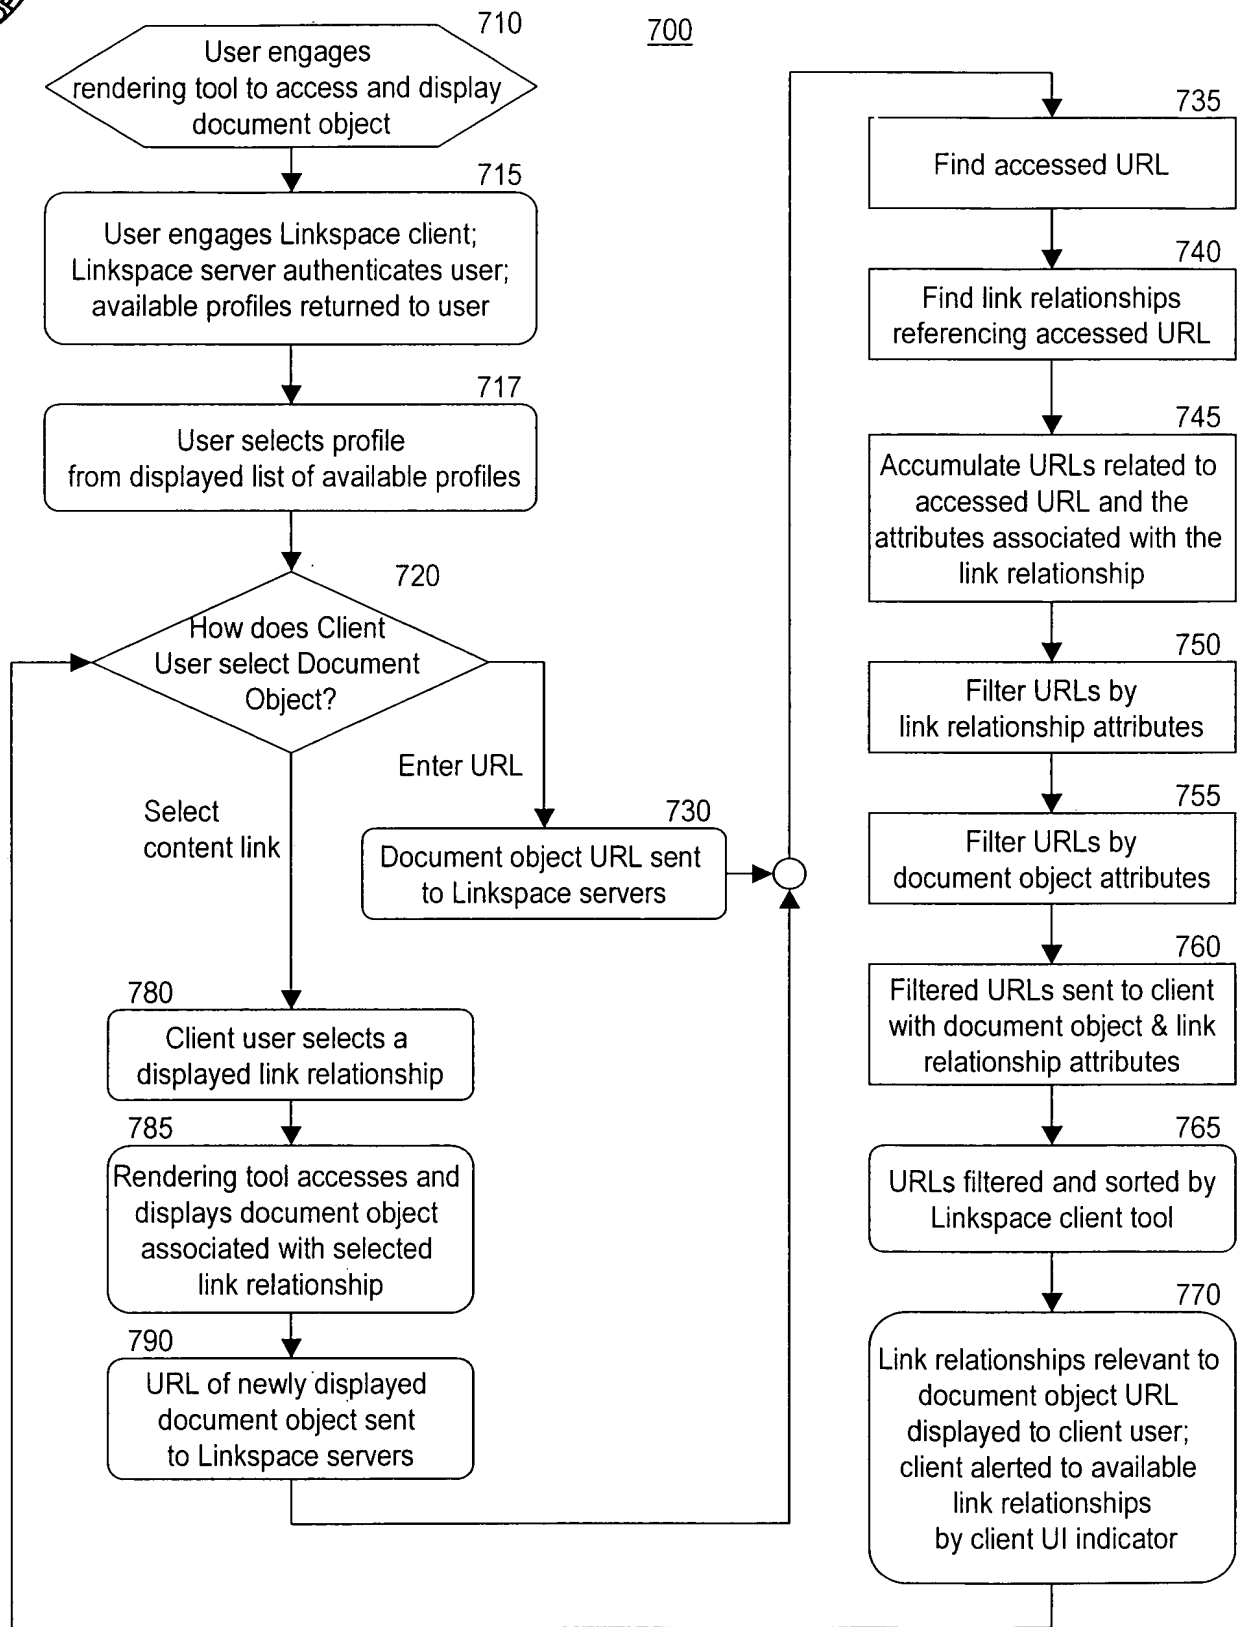 700
710
User engages
rendering tool to access and display
document object
715
User engages Linkspace client;
Linkspace server authenticates user;
available profiles returned to user
717
User selects profile
from displayed list of available profiles
720
How does Client
User select Document
Object?
Enter URL
Select
content link
730
Document object URL sent
to Linkspace servers
780
Client user selects a
displayed link relationship
785
Rendering tool accesses and
displays document object
associated with selected
link relationship
790
URL of newly displayed
document object sent
to Linkspace servers
735
Find accessed URL
740
Find link relationships
referencing accessed URL
745
Accumulate URLs related to
accessed URL and the
attributes associated with the
link relationship
750
Filter URLs by
link relationship attributes
755
Filter URLs by
document object attributes
760
Filtered URLs sent to client
with document object & link
relationship attributes
765
URLs filtered and sorted by
Linkspace client tool
770
Link relationships relevant to
document object URL
displayed to client user;
client alerted to available
link relationships
by client UI indicator